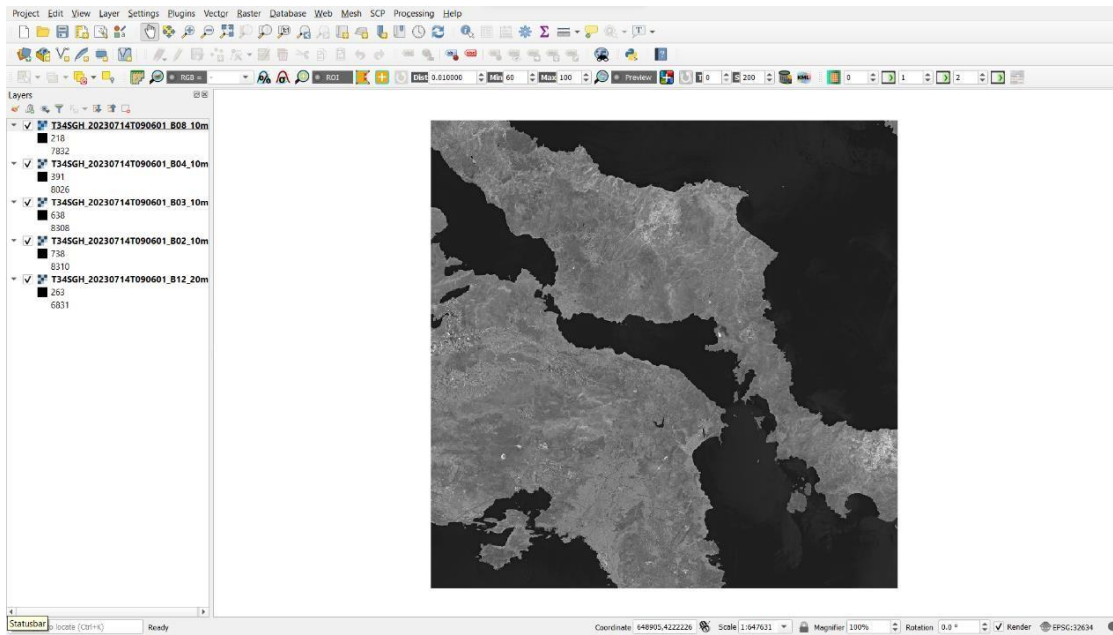 Project Edit View Layer Settings Plugins Vector Raster Database Web Mesh SCP Processing Help
RGB = ROI Dist 0.010000 Min 60 Max 100 Preview T 0 S 200 0 1 2
Layers
T34SGH_20230714T090601_B08_10m
218
7832
T34SGH_20230714T090601_B04_10m
391
8026
T34SGH_20230714T090601_B03_10m
638
8308
T34SGH_20230714T090601_B02_10m
738
8310
T34SGH_20230714T090601_B12_20m
263
6831
Statusbar to locate (Ctrl+K) Ready Coordinate 648905,4222226 Scale 1:647631 Magnifier 100% Rotation 0.0 ° Render EPSG:32634